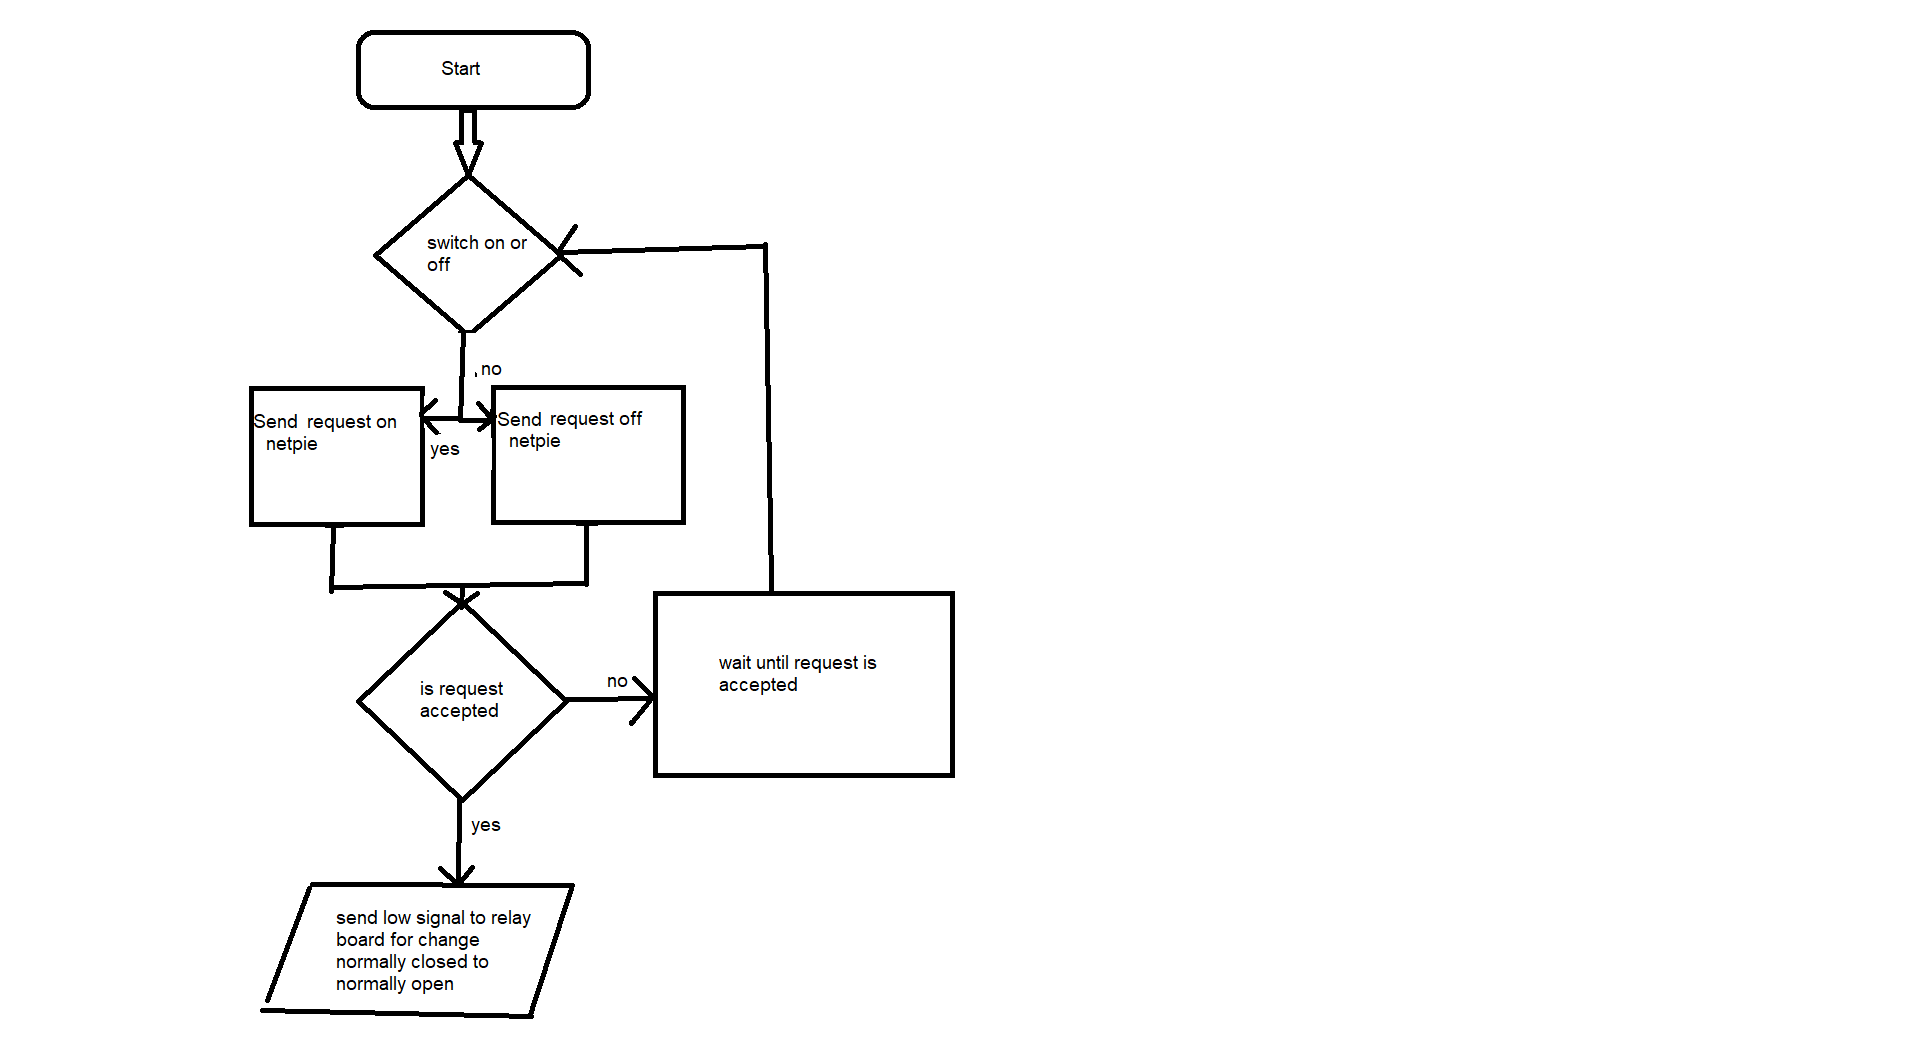 Start
switch on or
off
,no
Send request on
netpie
yes
Send request off
netpie
is request
accepted
no
wait until request is
accepted
yes
send low signal to relay
board for change
normally closed to
normally open